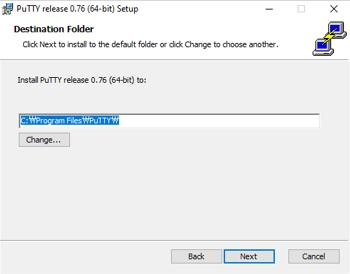 PuTTY release 0.76 (64-bit) Setup
Destination Folder
Click Next to install to the default folder or click Change to choose another.
Install PuTTY release 0.76 (64-bit) to:
C:₩Program Files₩PuTTY₩
Change...
Back
Next
Cancel